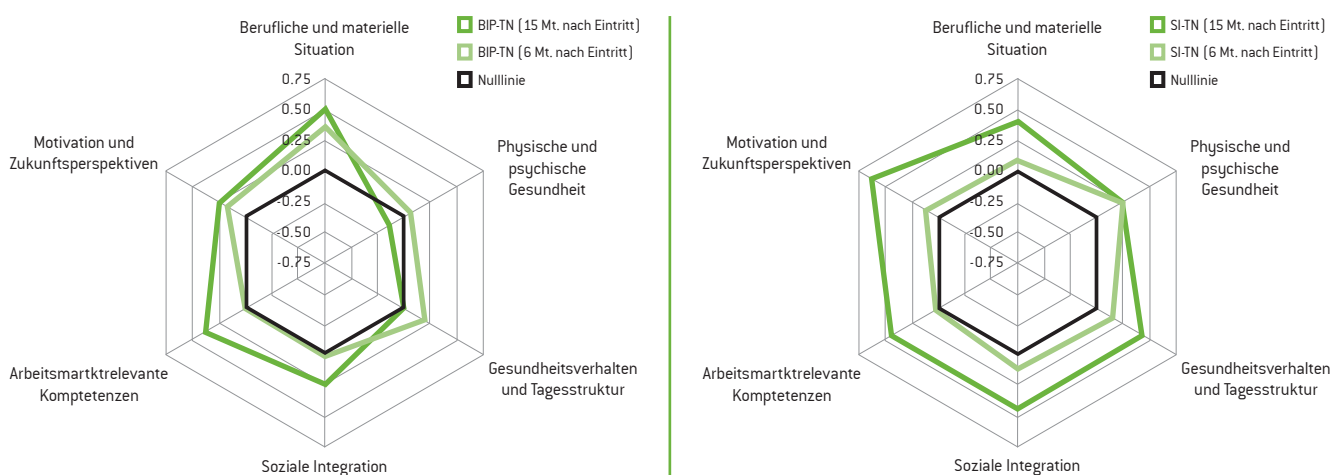 Berufliche und materielle
Situation
BIP-TN (15 Mt. nach Eintritt)
BIP-TN (6 Mt. nach Eintritt)
Nulllinie
0.75
0.50
0.25
0.00
-0.25
-0.50
-0.75
Motivation und
Zukunftsperspektiven
Physische und
psychische
Gesundheit
Arbeitsmartktrelevante
Komptetenzen
Gesundheitsverhalten
und Tagesstruktur
Soziale Integration
Berufliche und materielle
Situation
SI-TN (15 Mt. nach Eintritt)
SI-TN (6 Mt. nach Eintritt)
Nulllinie
0.75
0.50
0.25
0.00
-0.25
-0.50
-0.75
Motivation und
Zukunftsperspektiven
Physische und
psychische
Gesundheit
Arbeitsmartktrelevante
Komptetenzen
Gesundheitsverhalten
und Tagesstruktur
Soziale Integration